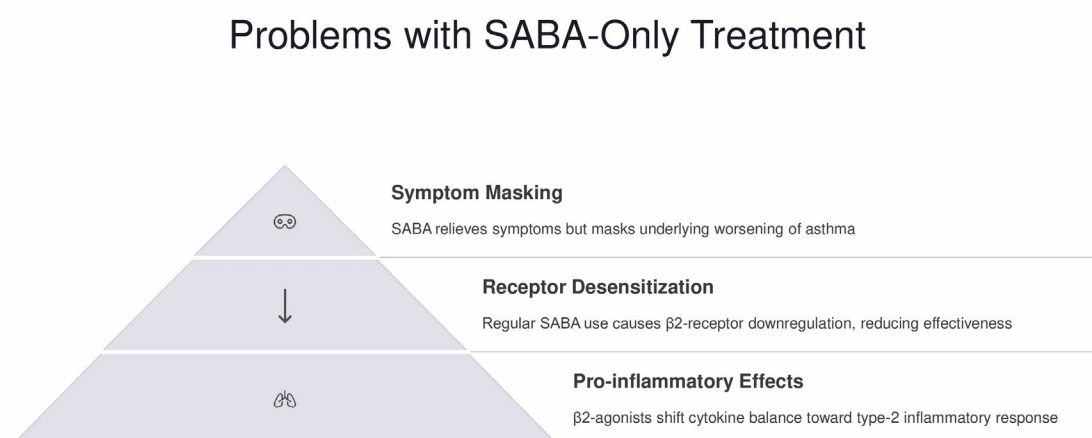 Problems with SABA-Only Treatment
Symptom Masking
SABA relieves symptoms but masks underlying worsening of asthma
Receptor Desensitization
Regular SABA use causes β2-receptor downregulation, reducing effectiveness
Pro-inflammatory Effects
β2-agonists shift cytokine balance toward type-2 inflammatory response